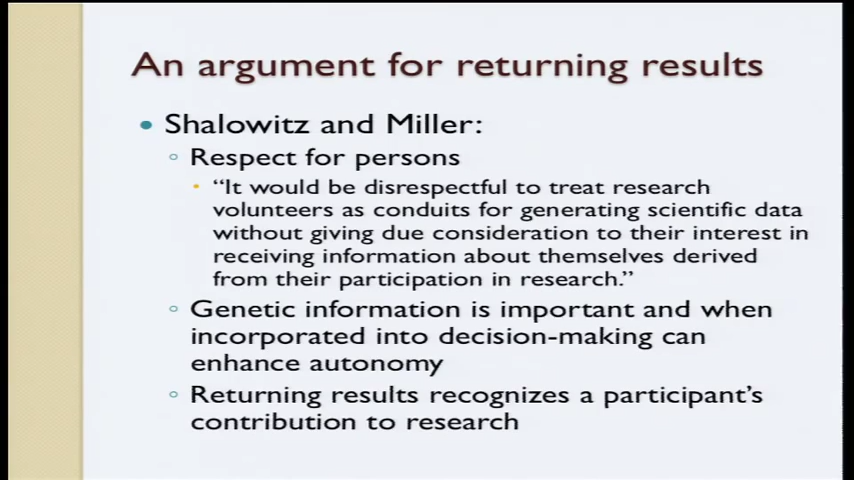 An argument for returning results
• Shalowitz and Miller:
◦ Respect for persons
• “It would be disrespectful to treat research
volunteers as conduits for generating scientific data
without giving due consideration to their interest in
receiving information about themselves derived
from their participation in research.”
◦ Genetic information is important and when
incorporated into decision-making can
enhance autonomy
◦ Returning results recognizes a participant’s
contribution to research